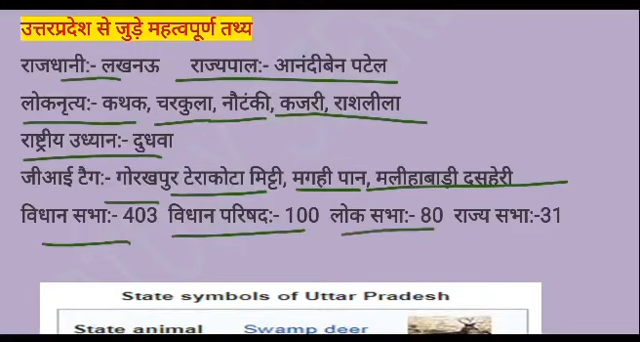 उत्तरप्रदेश से जुड़े महत्वपूर्ण तथ्य
राजधानी:- लखनऊ राज्यपाल:- आनंदीबेन पटेल
लोकनृत्य:- कथक, चरकुला, नौटंकी, कजरी, राशलीला
राष्ट्रीय उध्यान:- दुधवा
जीआई टैग:- गोरखपुर टेराकोटा मिट्टी, मगही पान, मलीहाबाड़ी दसहेरी
विधान सभा:- 403 विधान परिषद:- 100 लोक सभा:- 80 राज्य सभा:-31
State symbols of Uttar Pradesh
State animal Swamp deer